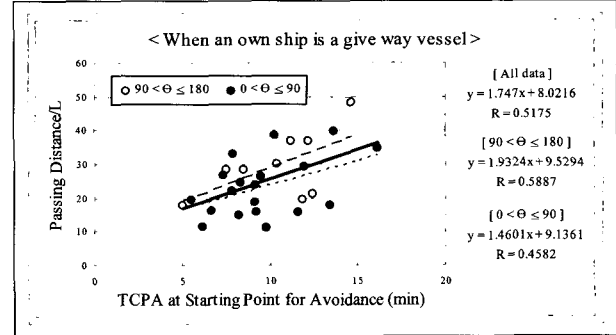 < When an own ship is a give way vessel >
○ 90 < Θ ≤ 180 ● 0 < Θ ≤ 90
60
50
40
30
20
10
0
0
5
10
15
20
Passing Distance/L
TCPA at Starting Point for Avoidance (min)
[ All data ]
y = 1.747x + 8.0216
R = 0.5175
[ 90 < Θ ≤ 180 ]
y = 1.9324x + 9.5294
R = 0.5887
[ 0 < Θ ≤ 90 ]
y = 1.4601x + 9.1361
R = 0.4582